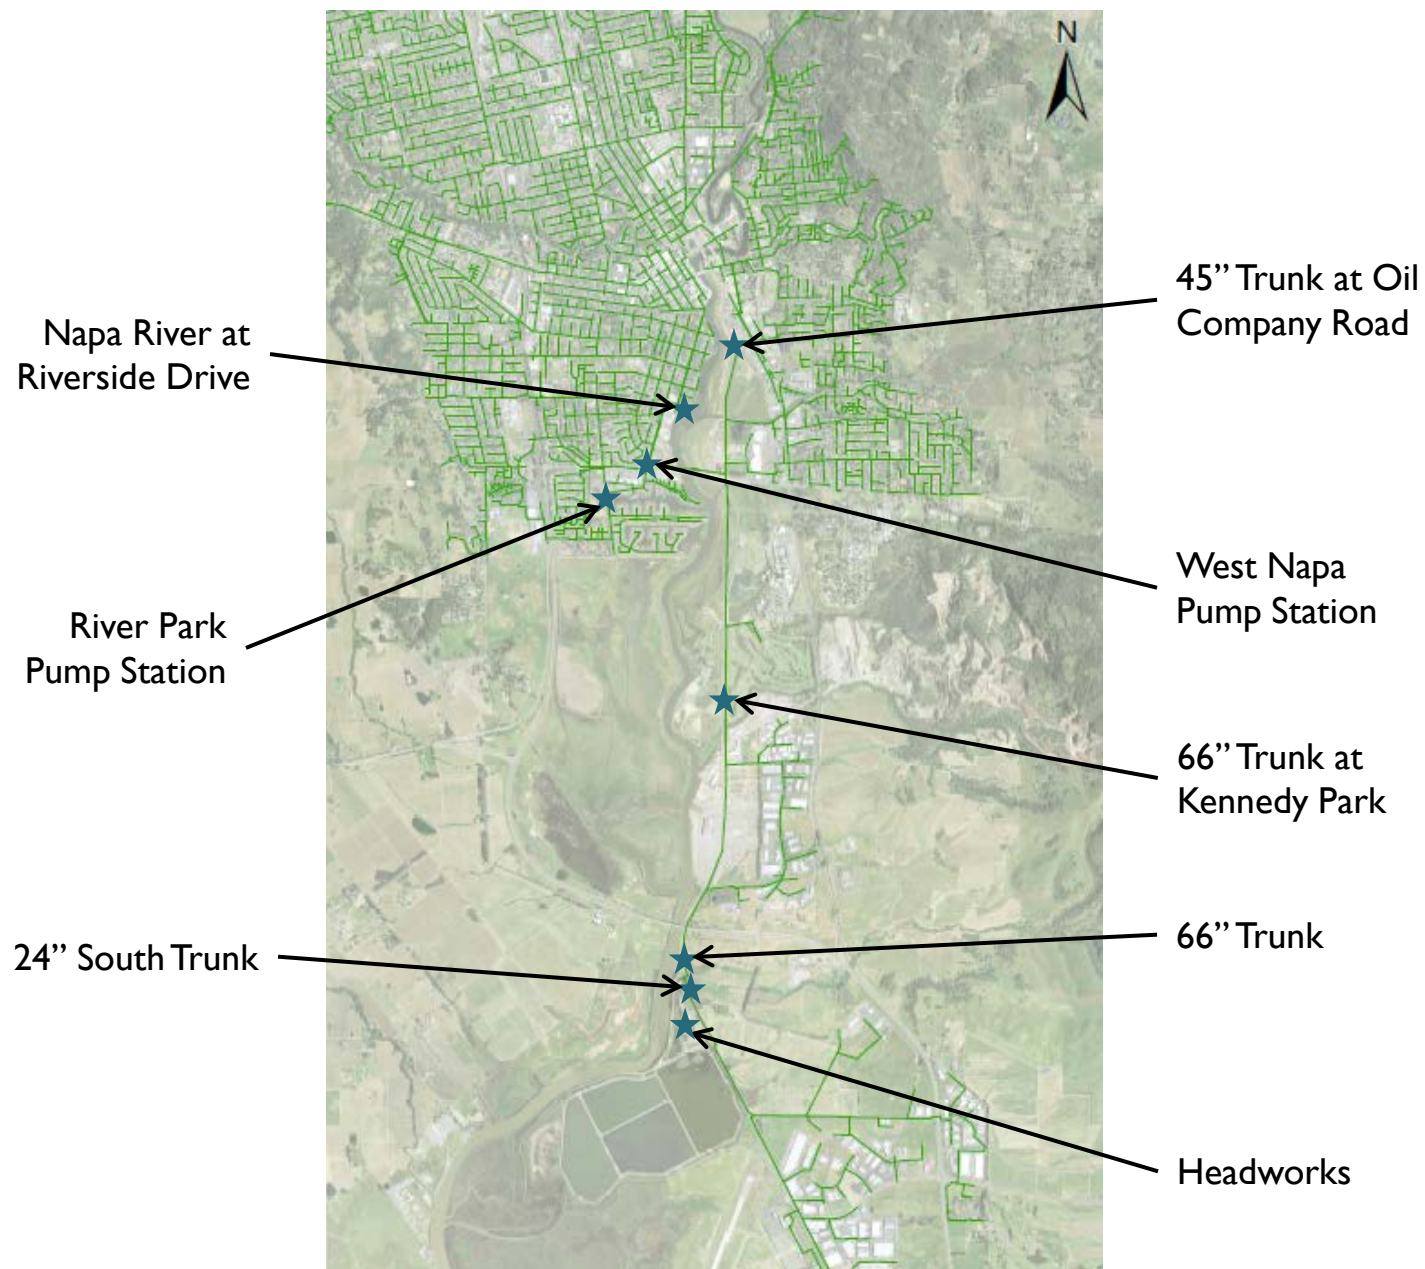 N
45” Trunk at Oil
Company Road
Napa River at
Riverside Drive
West Napa
Pump Station
River Park
Pump Station
66” Trunk at
Kennedy Park
66” Trunk
24” South Trunk
Headworks